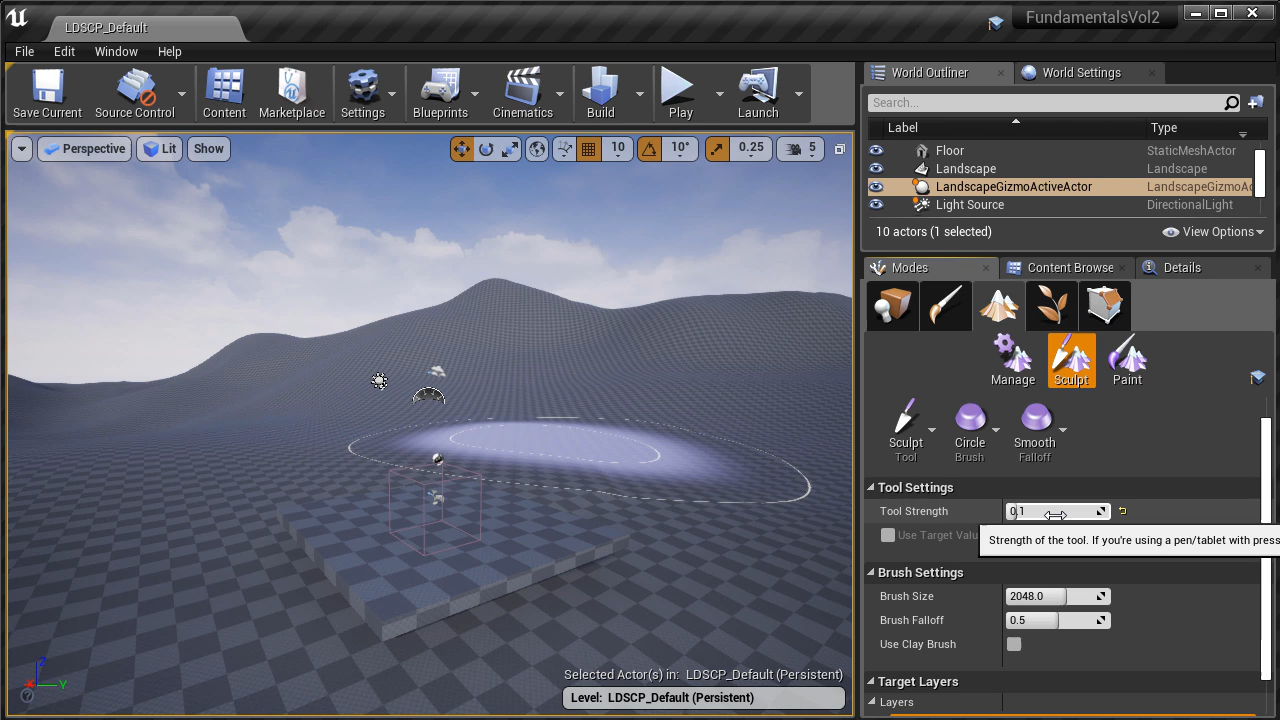 LDSCP_Default
FundamentalsVol2
File Edit Window Help
Save Current Source Control Content Marketplace Settings Blueprints Cinematics Build Play Launch
World Outliner World Settings
Search...
Label Type
Floor StaticMeshActor
Landscape Landscape
LandscapeGizmoActiveActor LandscapeGizmoAc
Light Source DirectionalLight
10 actors (1 selected) View Options
Perspective Lit Show 10 10° 0.25 5
Modes Content Browse Details
Manage Sculpt Paint
Sculpt Circle Smooth
Tool Brush Falloff
Tool Settings
Tool Strength 0.1
Use Target Valu
Strength of the tool. If you're using a pen/tablet with press
Brush Settings
Brush Size 2048.0
Brush Falloff 0.5
Use Clay Brush
Target Layers
Layers
Selected Actor(s) in: LDSCP_Default (Persistent)
Level: LDSCP_Default (Persistent)
Z
X
Y